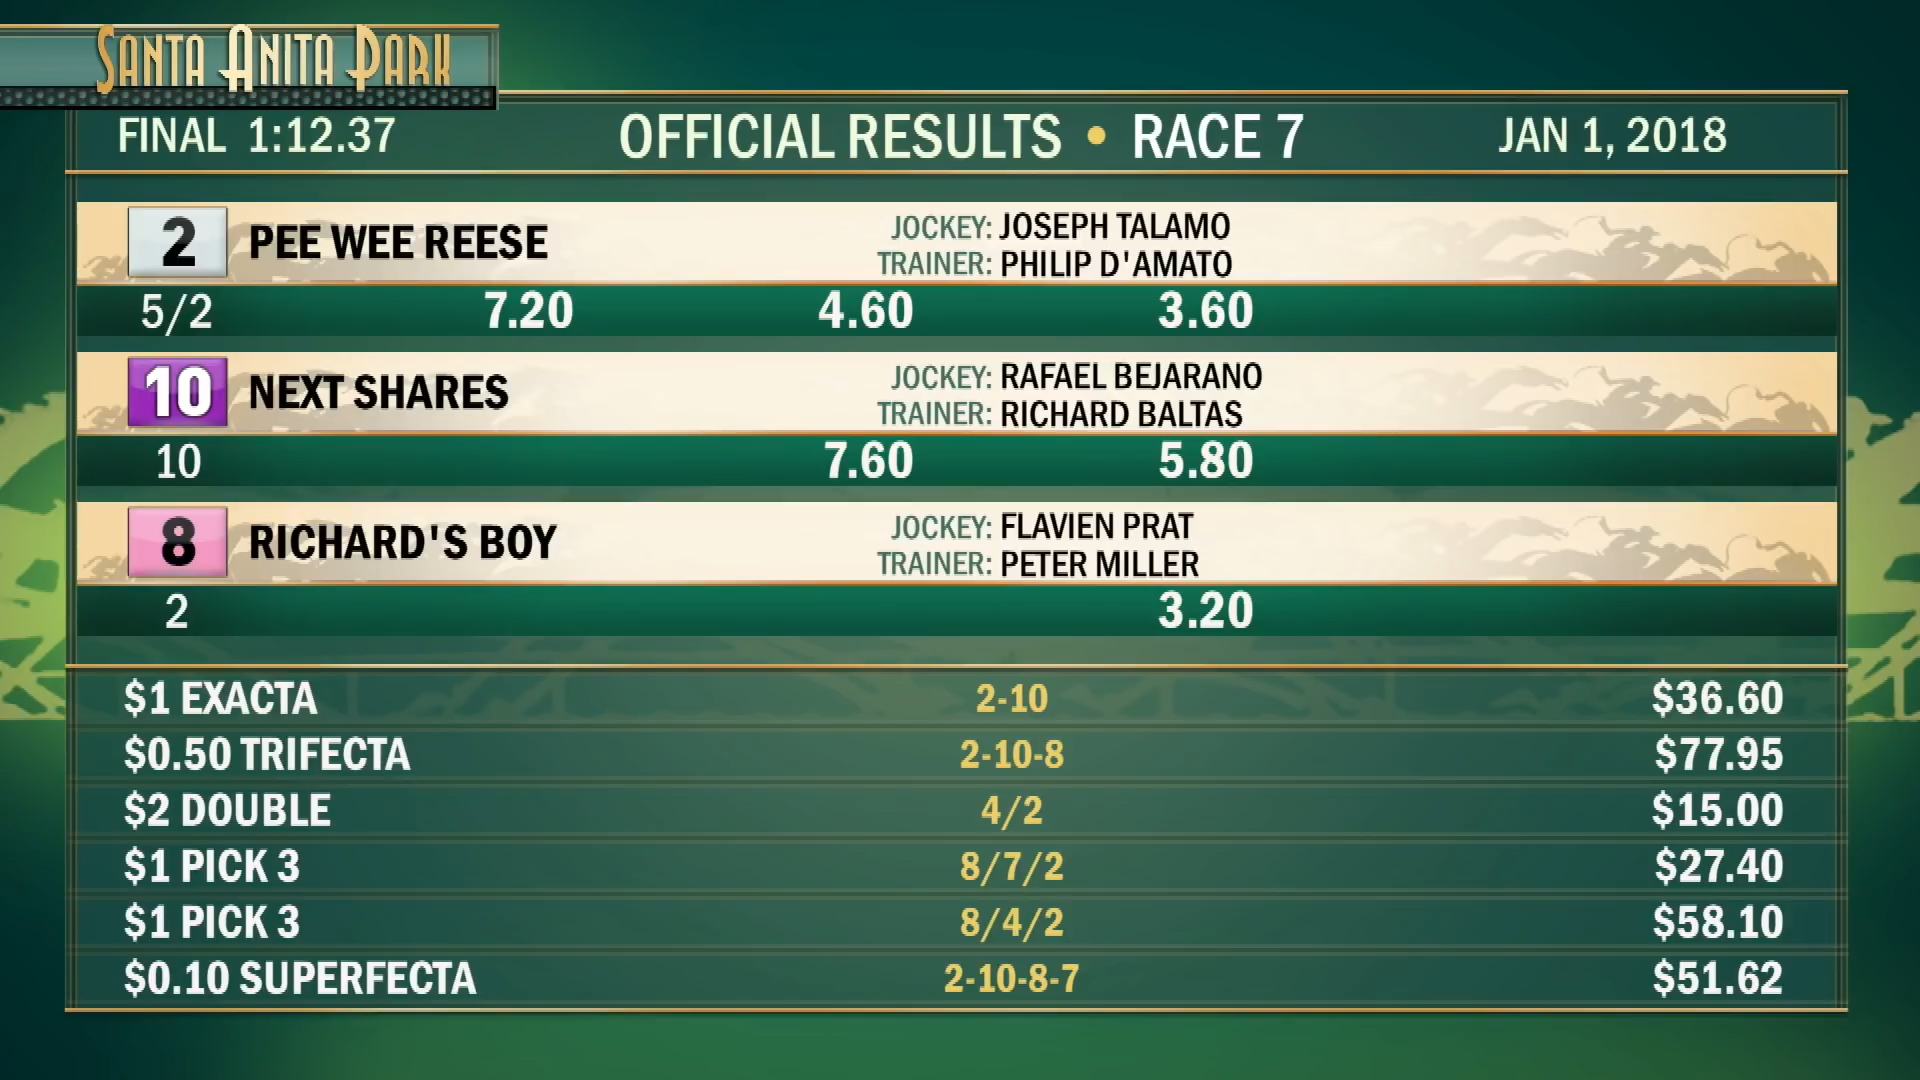 SANTA ANITA PARK
FINAL 1:12.37 OFFICIAL RESULTS • RACE 7 JAN 1, 2018
2 PEE WEE REESE JOCKEY: JOSEPH TALAMO
TRAINER: PHILIP D'AMATO
5/2 7.20 4.60 3.60
10 NEXT SHARES JOCKEY: RAFAEL BEJARANO
TRAINER: RICHARD BALTAS
10 7.60 5.80
8 RICHARD'S BOY JOCKEY: FLAVIEN PRAT
TRAINER: PETER MILLER
2 3.20
$1 EXACTA 2-10 $36.60
$0.50 TRIFECTA 2-10-8 $77.95
$2 DOUBLE 4/2 $15.00
$1 PICK 3 8/7/2 $27.40
$1 PICK 3 8/4/2 $58.10
$0.10 SUPERFECTA 2-10-8-7 $51.62